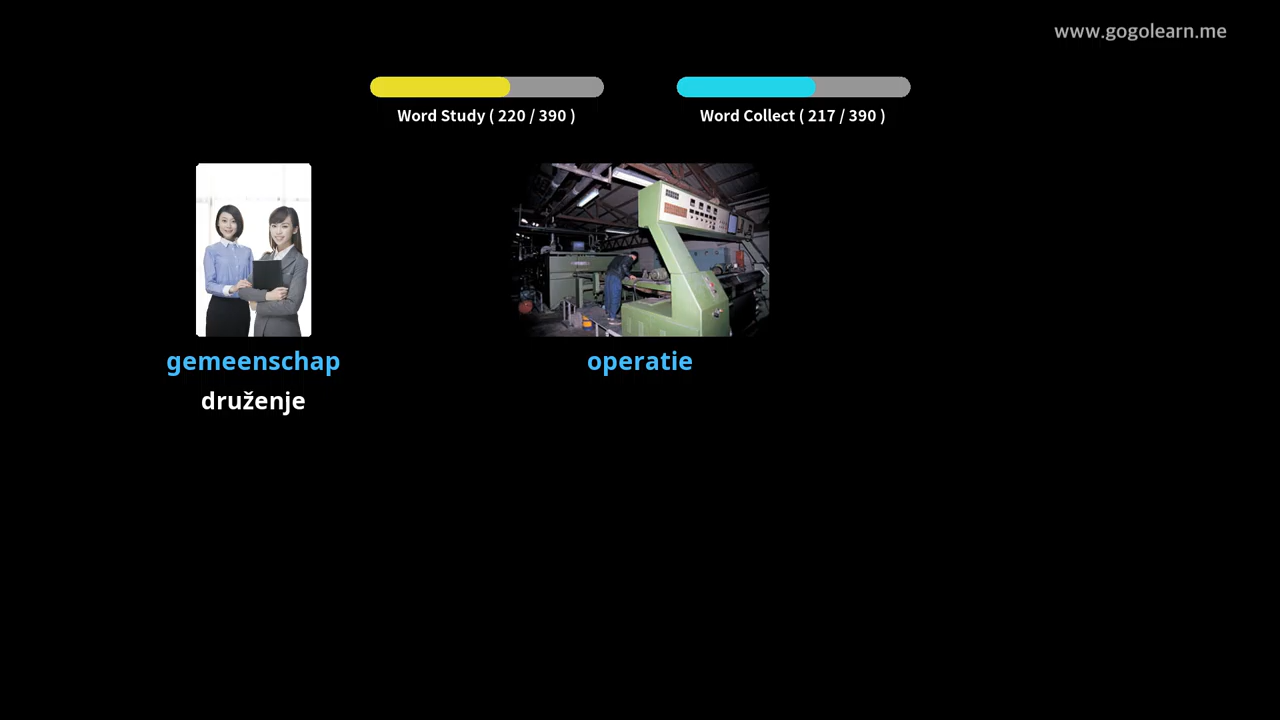 www.gogolearn.me
Word Study ( 220 / 390 )
Word Collect ( 217 / 390 )
gemeenschap
operatie
druženje